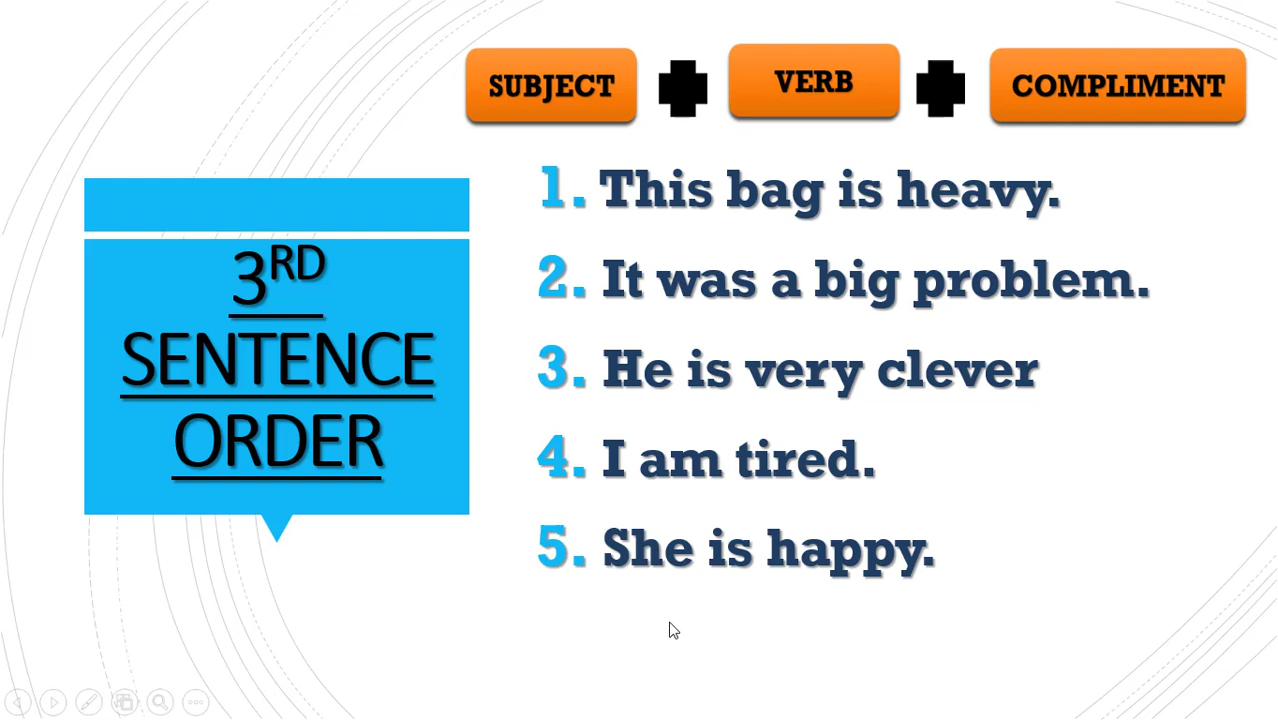 SUBJECT VERB COMPLIMENT
3RD
SENTENCE
ORDER
1. This bag is heavy.
2. It was a big problem.
3. He is very clever
4. I am tired.
5. She is happy.